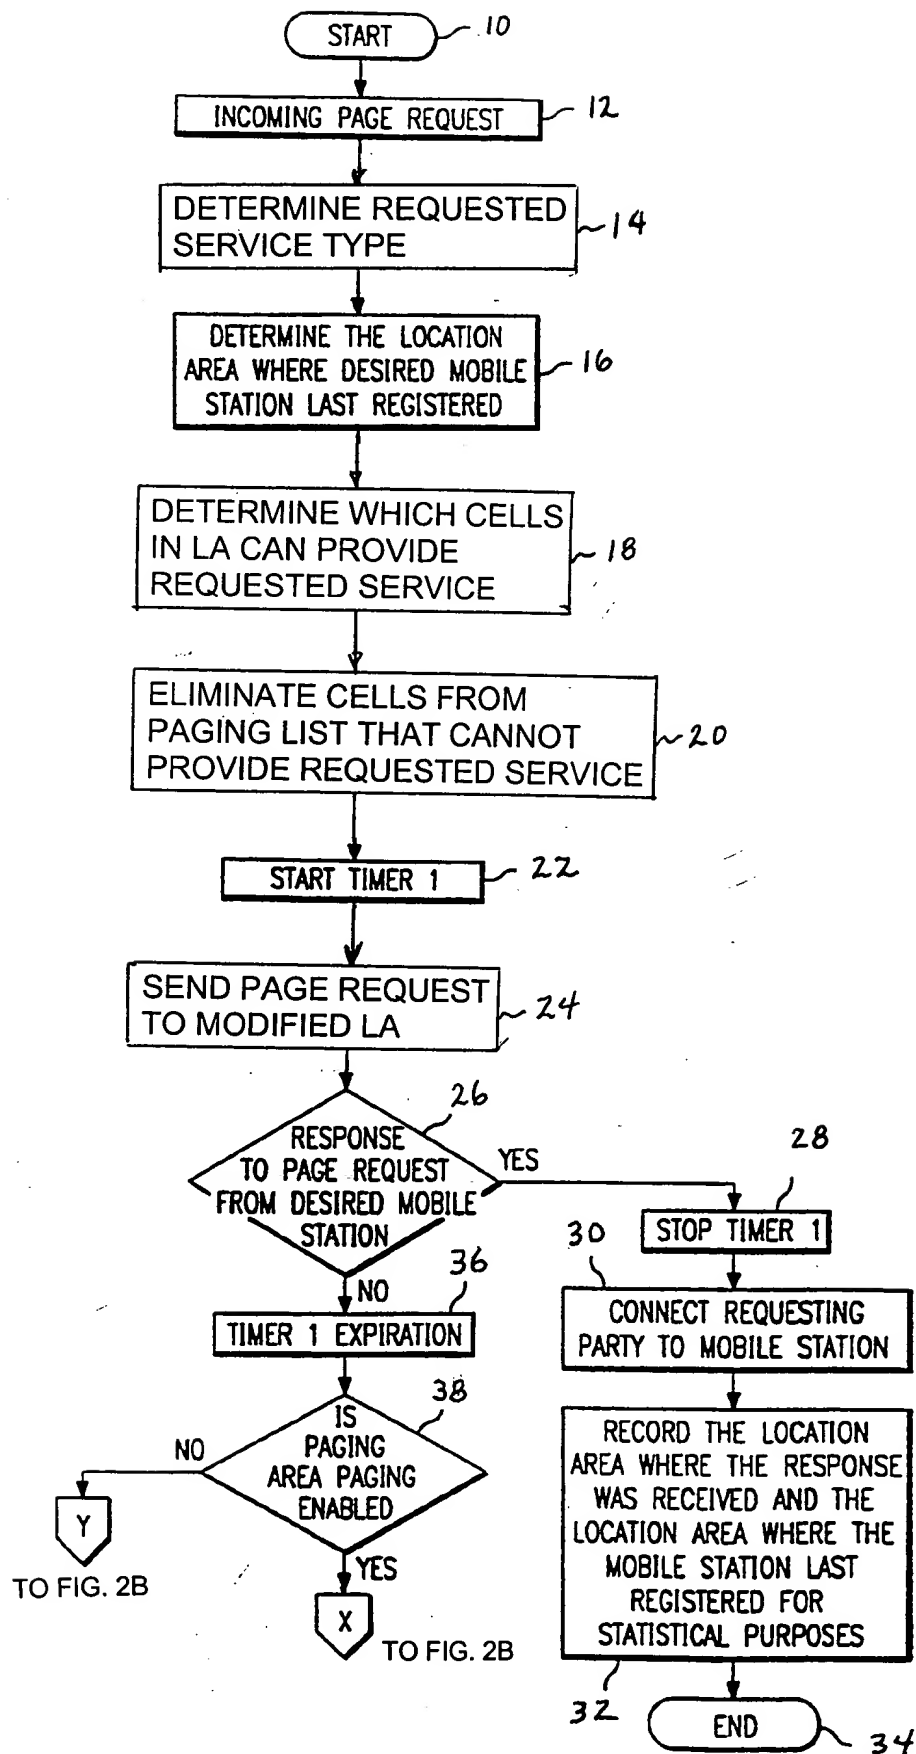 START
10
INCOMING PAGE REQUEST
12
DETERMINE REQUESTED
SERVICE TYPE
14
DETERMINE THE LOCATION
AREA WHERE DESIRED MOBILE
STATION LAST REGISTERED
16
DETERMINE WHICH CELLS
IN LA CAN PROVIDE
REQUESTED SERVICE
18
ELIMINATE CELLS FROM
PAGING LIST THAT CANNOT
PROVIDE REQUESTED SERVICE
20
START TIMER 1
22
SEND PAGE REQUEST
TO MODIFIED LA
24
26
RESPONSE
TO PAGE REQUEST
FROM DESIRED MOBILE
STATION
YES
NO
28
STOP TIMER 1
30
CONNECT REQUESTING
PARTY TO MOBILE STATION
RECORD THE LOCATION
AREA WHERE THE RESPONSE
WAS RECEIVED AND THE
LOCATION AREA WHERE THE
MOBILE STATION LAST
REGISTERED FOR
STATISTICAL PURPOSES
32
END
34
36
TIMER 1 EXPIRATION
38
IS
PAGING
AREA PAGING
ENABLED
NO
Y
TO FIG. 2B
YES
X
TO FIG. 2B